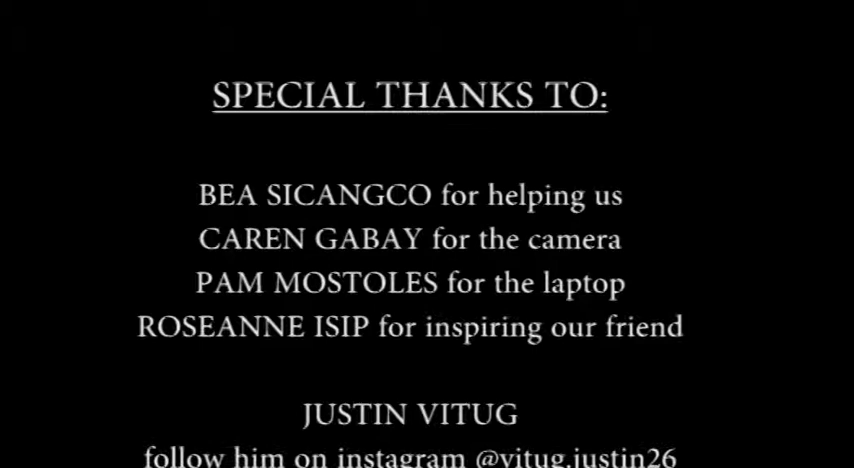 SPECIAL THANKS TO:
BEA SICANGCO for helping us
CAREN GABAY for the camera
PAM MOSTOLES for the laptop
ROSEANNE ISIP for inspiring our friend
JUSTIN VITUG
follow him on instagram @vitug.justin26